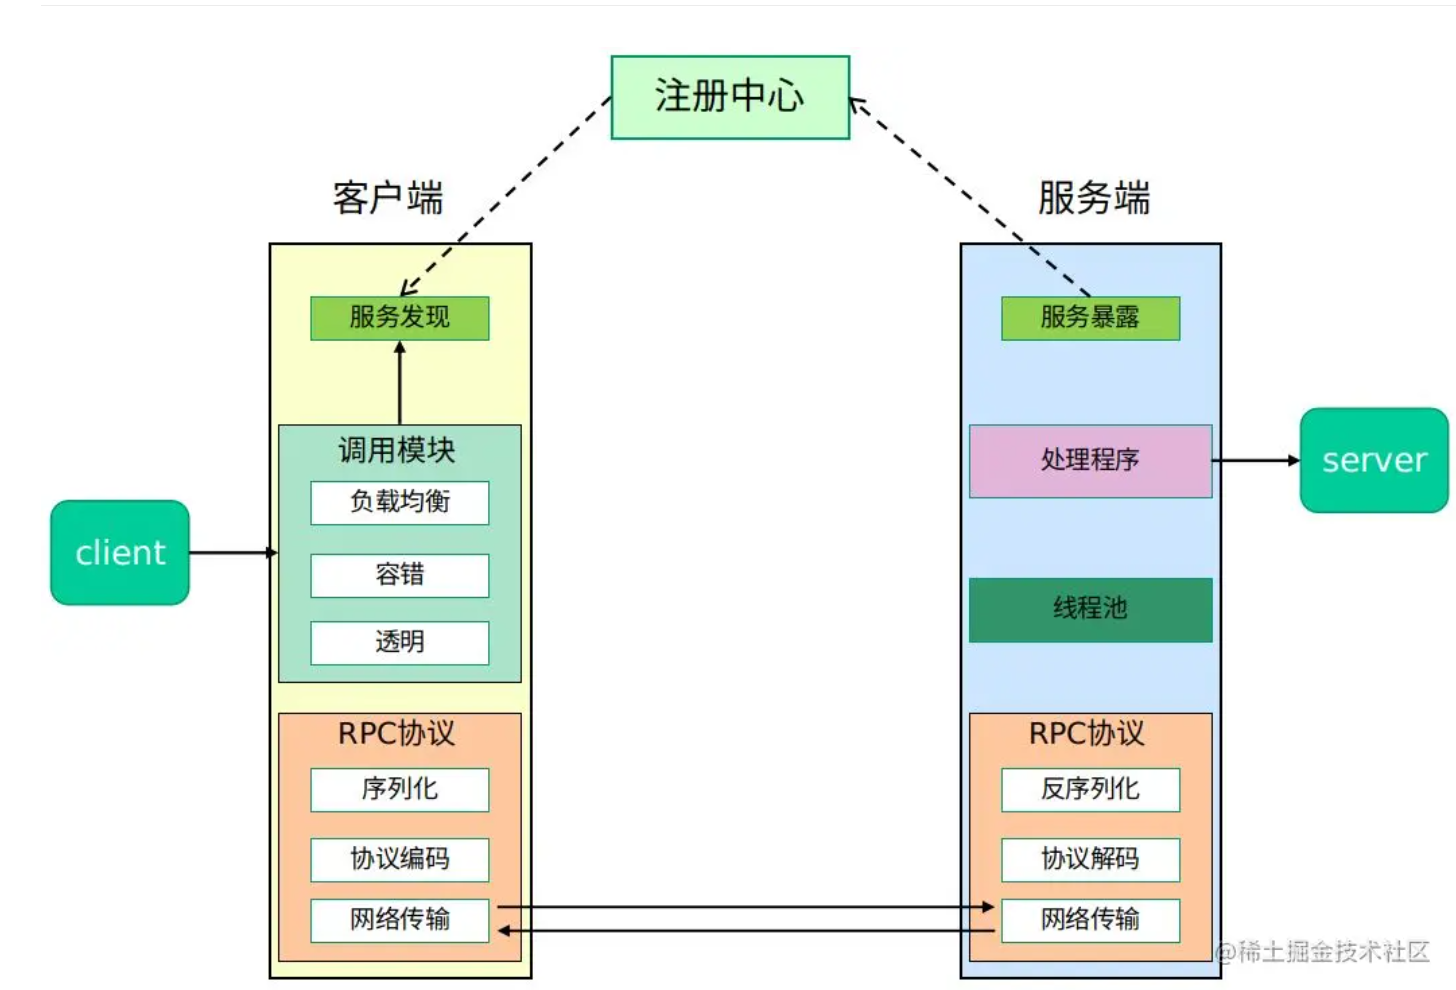 注册中心
客户端
服务发现
调用模块
负载均衡
容错
透明
client
RPC协议
序列化
协议编码
网络传输
服务端
服务暴露
处理程序
server
线程池
RPC协议
反序列化
协议解码
网络传输
@稀土掘金技术社区